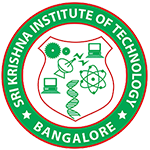 SRI KRISHNA INSTITUTE OF TECHNOLOGY
★ BANGALORE ★